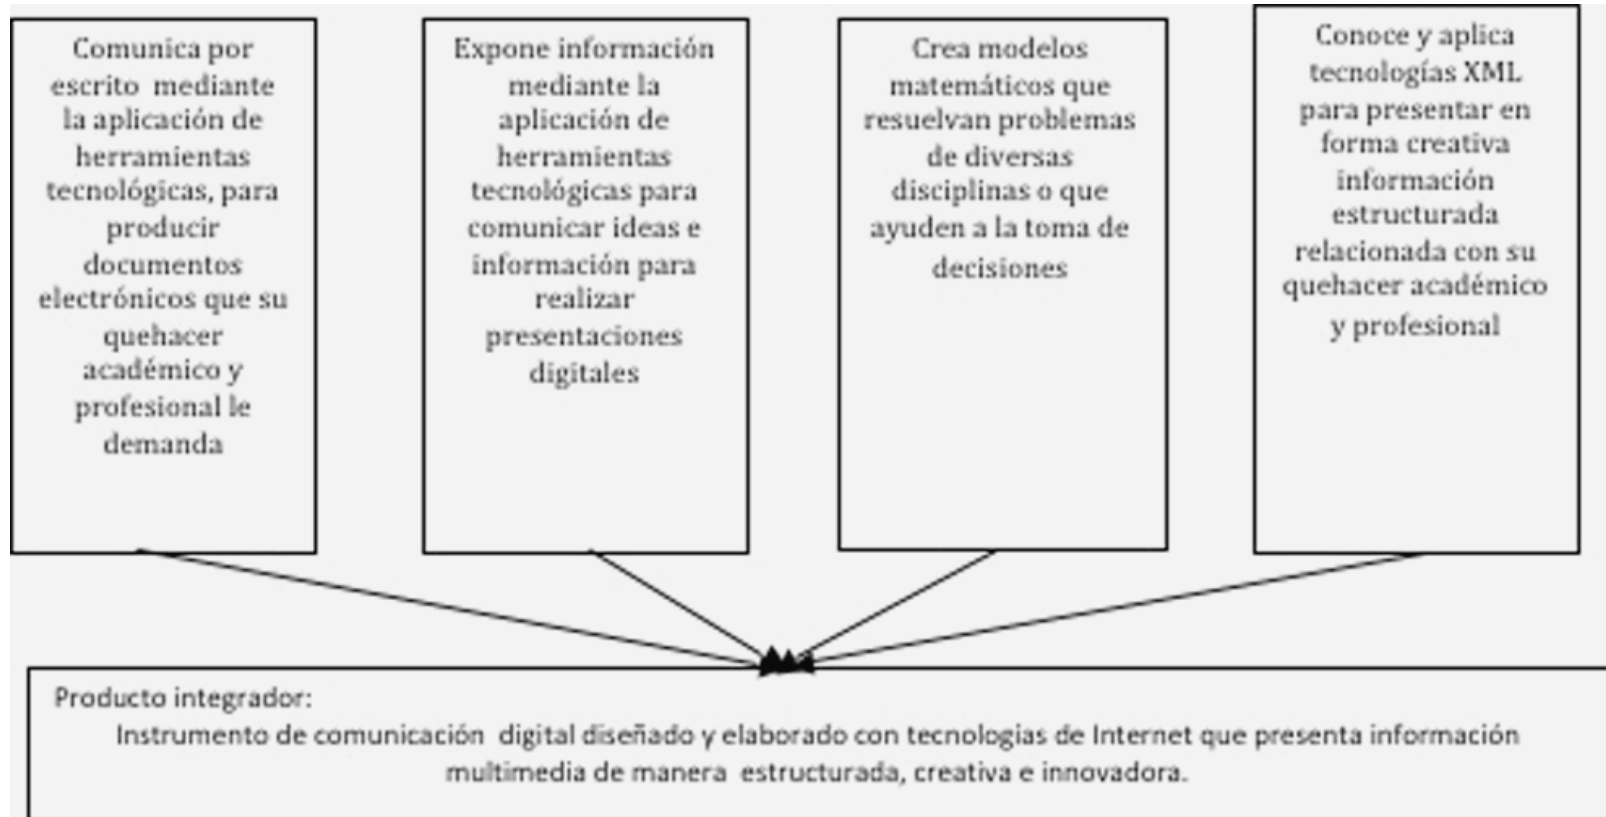 Comunica por
escrito mediante
la aplicación de
herramientas
tecnológicas, para
producir
documentos
electrónicos que su
quehacer
académico y
profesional le
demanda
Expone información
mediante la
aplicación de
herramientas
tecnológicas para
comunicar ideas e
información para
realizar
presentaciones
digitales
Crea modelos
matemáticos que
resuelvan problemas
de diversas
disciplinas o que
ayuden a la toma de
decisiones
Conoce y aplica
tecnologías XML
para presentar en
forma creativa
información
estructurada
relacionada con su
quehacer académico
y profesional
Producto integrador:
Instrumento de comunicación digital diseñado y elaborado con tecnologias de Internet que presenta información
multimedia de manera estructurada, creativa e innovadora.